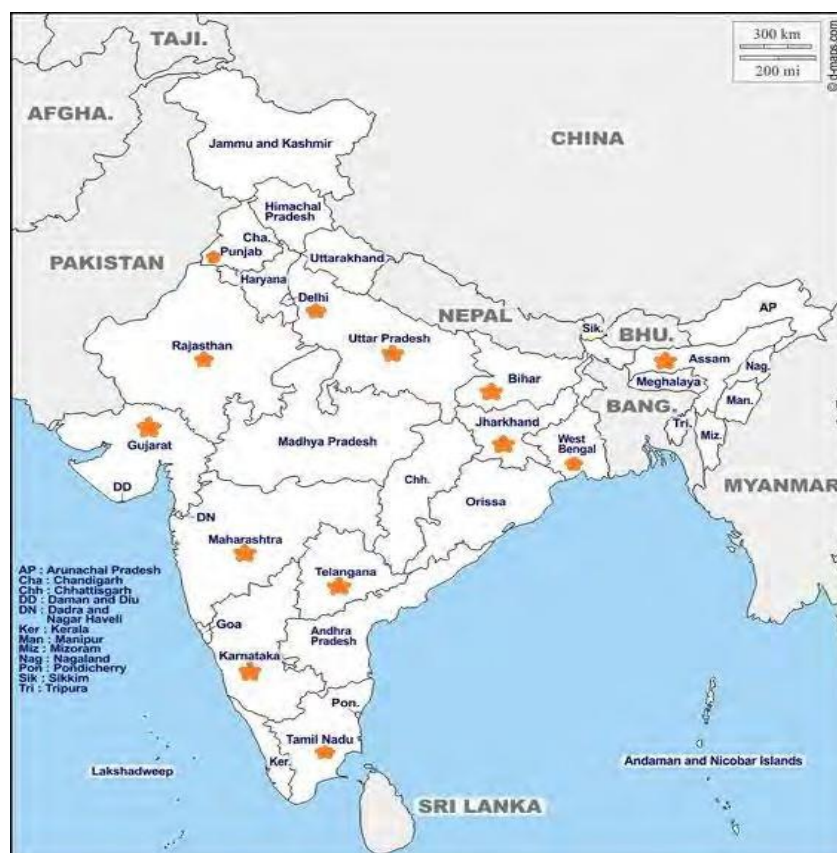 TAJI.
300 km
200 mi
© d-maps.com
AFGHA.
CHINA
Jammu and Kashmir
Himachal
Pradesh
Cha.
Punjab
PAKISTAN
Uttarakhand
Haryana
Delhi
NEPAL
AP
Sik.
BHU.
Rajasthan
Uttar Pradesh
Assam
Nag.
Bihar
Meghalaya
Man.
BANG.
Jharkhand
West
Bengal
Tri.
Miz.
Gujarat
Madhya Pradesh
Chh.
Orissa
MYANMAR
DD
DN
Maharashtra
Telangana
AP : Arunachal Pradesh
Cha : Chandigarh
Chh : Chhattisgarh
DD : Daman and Diu
DN : Dadra and
Nagar Haveli
Ker : Kerala
Man : Manipur
Miz : Mizoram
Nag : Nagaland
Pon : Pondicherry
Sik : Sikkim
Tri : Tripura
Goa
Andhra
Pradesh
Karnataka
Pon.
Tamil Nadu
Ker.
Lakshadweep
Andaman and Nicobar Islands
SRI LANKA